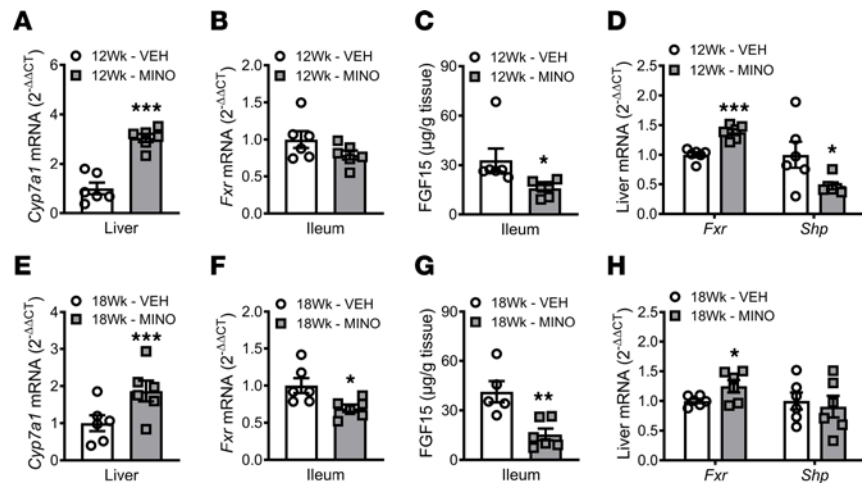 A
12Wk - VEH
12Wk - MINO
Cyp7a1 mRNA (2-ΔΔCT)
6
4
2
0
***
Liver
B
12Wk - VEH
12Wk - MINO
Fxr mRNA (2-ΔΔCT)
2.0
1.5
1.0
0.5
0.0
Ileum
C
12Wk - VEH
12Wk - MINO
FGF15 (μg/g tissue)
90
60
30
0
*
Ileum
D
12Wk - VEH
12Wk - MINO
Liver mRNA (2-ΔΔCT)
2.5
2.0
1.5
1.0
0.5
0.0
***
*
Fxr Shp
E
18Wk - VEH
18Wk - MINO
Cyp7a1 mRNA (2-ΔΔCT)
4
3
2
1
0
***
Liver
F
18Wk - VEH
18Wk - MINO
Fxr mRNA (2-ΔΔCT)
2.0
1.5
1.0
0.5
0.0
*
Ileum
G
18Wk - VEH
18Wk - MINO
FGF15 (μg/g tissue)
90
60
30
0
**
Ileum
H
18Wk - VEH
18Wk - MINO
Liver mRNA (2-ΔΔCT)
2.5
2.0
1.5
1.0
0.5
0.0
*
Fxr Shp